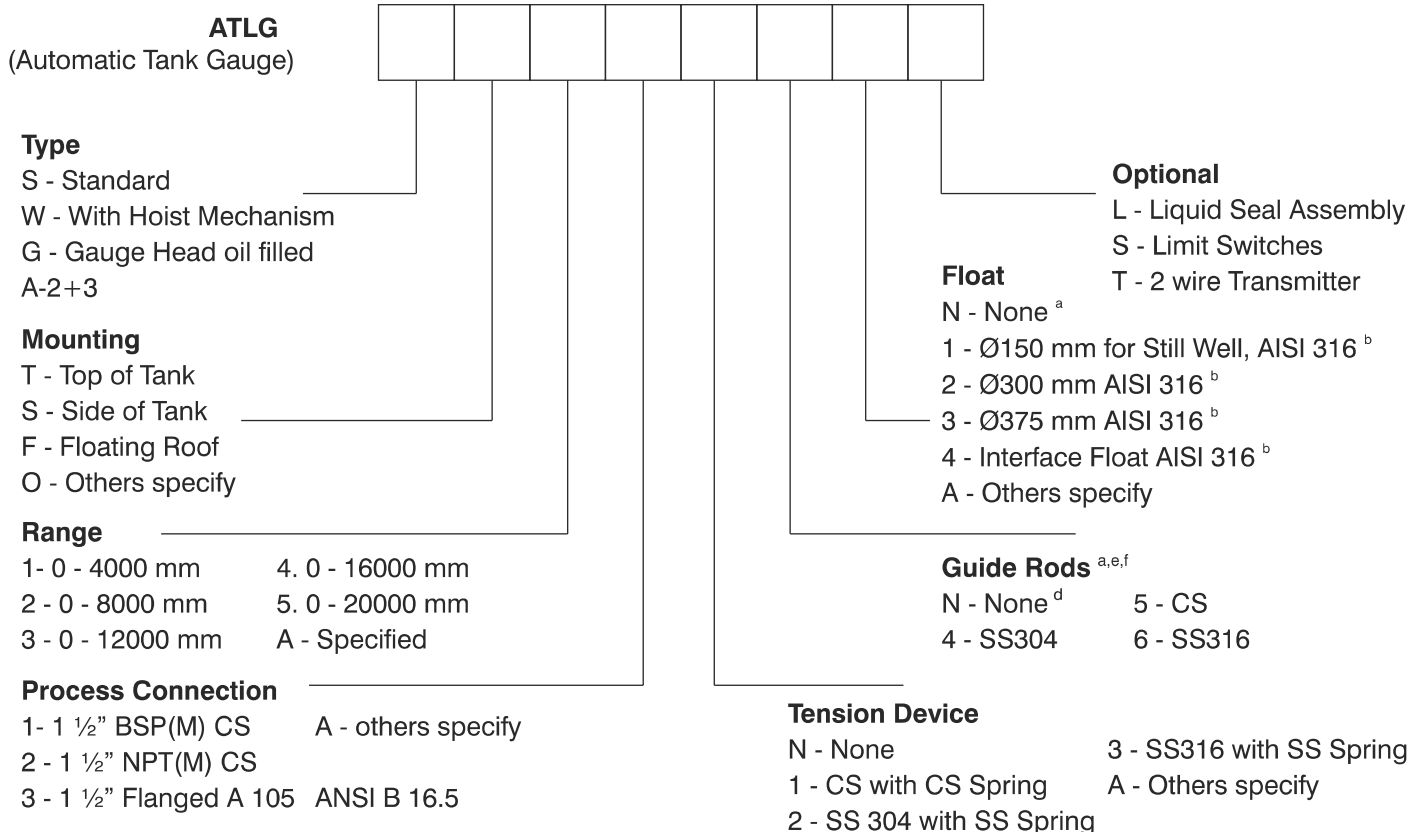 ATLG
(Automatic Tank Gauge)
Type
S - Standard
W - With Hoist Mechanism
G - Gauge Head oil filled
A-2+3
Mounting
T - Top of Tank
S - Side of Tank
F - Floating Roof
O - Others specify
Range
1- 0 - 4000 mm 4. 0 - 16000 mm
2 - 0 - 8000 mm 5. 0 - 20000 mm
3 - 0 - 12000 mm A - Specified
Process Connection
1- 1 ½” BSP(M) CS A - others specify
2 - 1 ½” NPT(M) CS
3 - 1 ½” Flanged A 105 ANSI B 16.5
Optional
L - Liquid Seal Assembly
S - Limit Switches
T - 2 wire Transmitter
Float
N - None a
1 - Ø150 mm for Still Well, AISI 316 b
2 - Ø300 mm AISI 316 b
3 - Ø375 mm AISI 316 b
4 - Interface Float AISI 316 b
A - Others specify
Guide Rods a,e,f
N - None d 5 - CS
4 - SS304 6 - SS316
Tension Device
N - None 3 - SS316 with SS Spring
1 - CS with CS Spring A - Others specify
2 - SS 304 with SS Spring